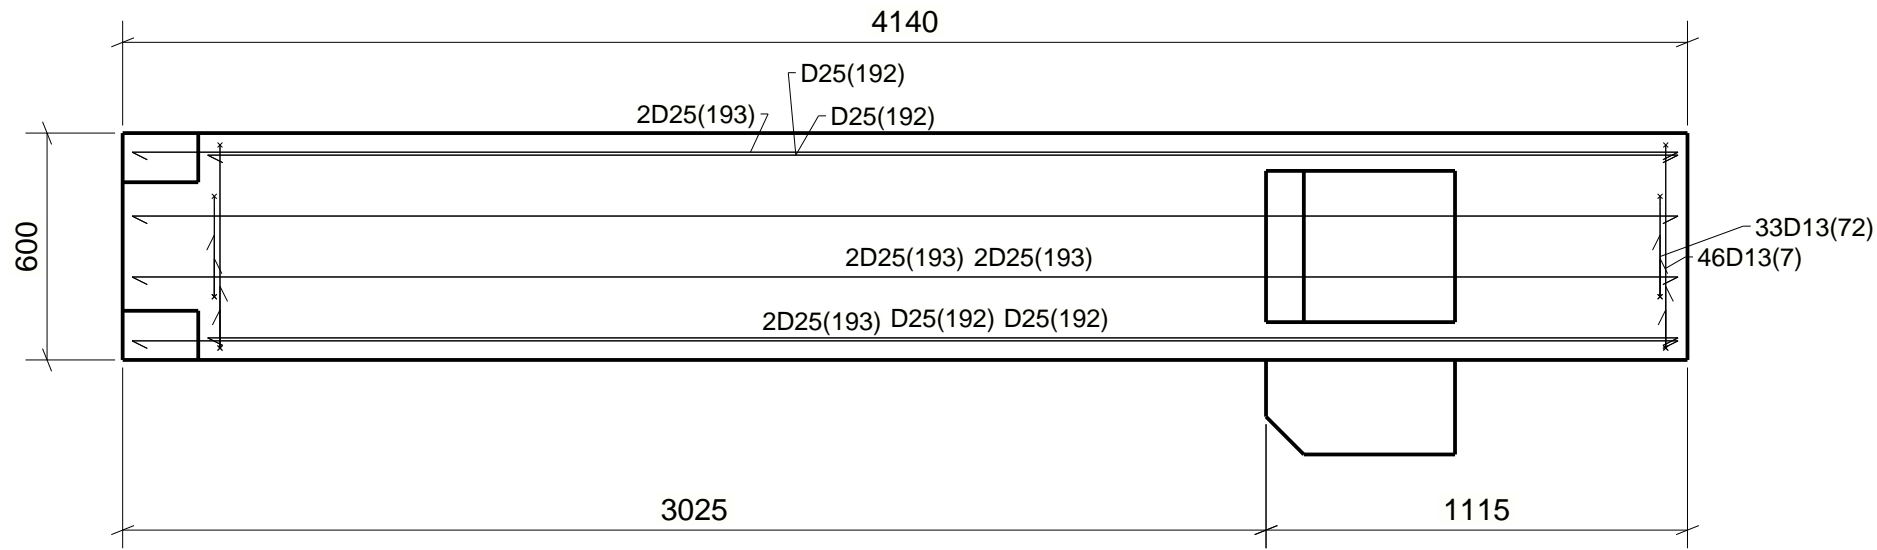 4140
D25(192)
2D25(193) D25(192)
600
33D13(72)
2D25(193) 2D25(193) 46D13(7)
2D25(193) D25(192) D25(192)
3025 1115